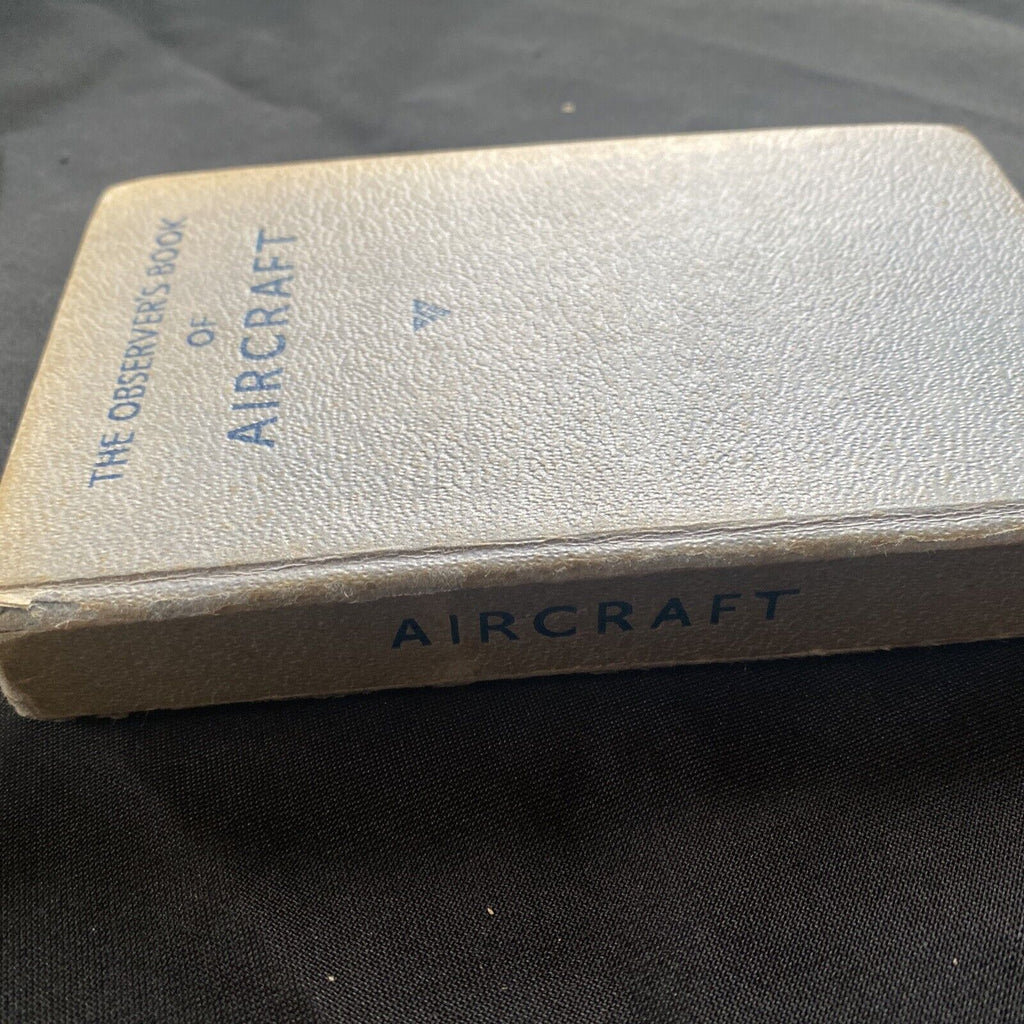 THE OBSERVER'S BOOK
OF
AIRCRAFT
W
AIRCRAFT